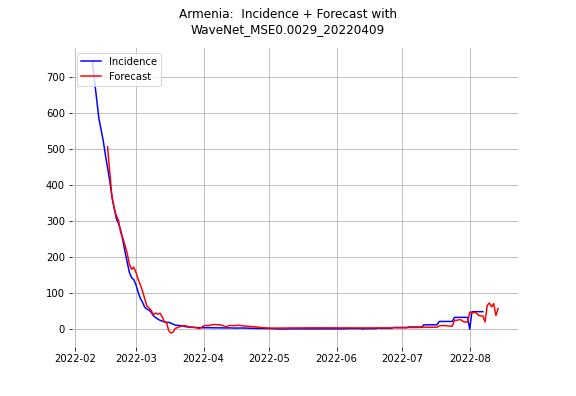 Armenia:  Incidence + Forecast with
WaveNet_MSE0.0029_20220409
Incidence
Forecast
700
600
500
400
300
200
100
0
2022-02 2022-03 2022-04 2022-05 2022-06 2022-07 2022-08